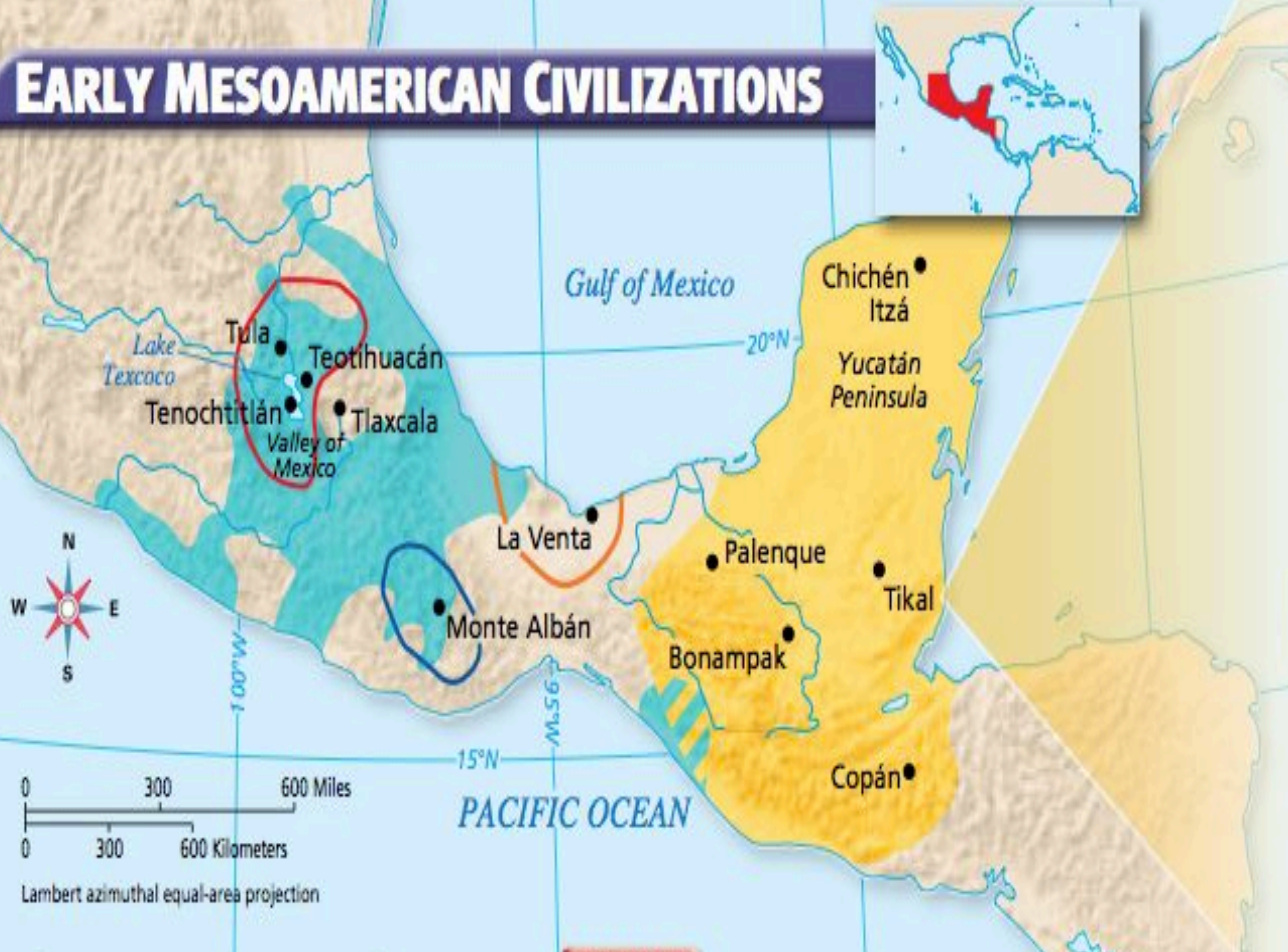 EARLY MESOAMERICAN CIVILIZATIONS
Gulf of Mexico
Chichén
Itzá
Yucatán
Peninsula
20°N
Tula
Lake
Texcoco
Teotihuacán
Tenochtitlán
Tlaxcala
Valley of
Mexico
La Venta
Palenque
Tikal
Monte Albán
Bonampak
N
W
E
S
100°W
95°W
15°N
Copán
PACIFIC OCEAN
0 300 600 Miles
0 300 600 Kilometers
Lambert azimuthal equal-area projection